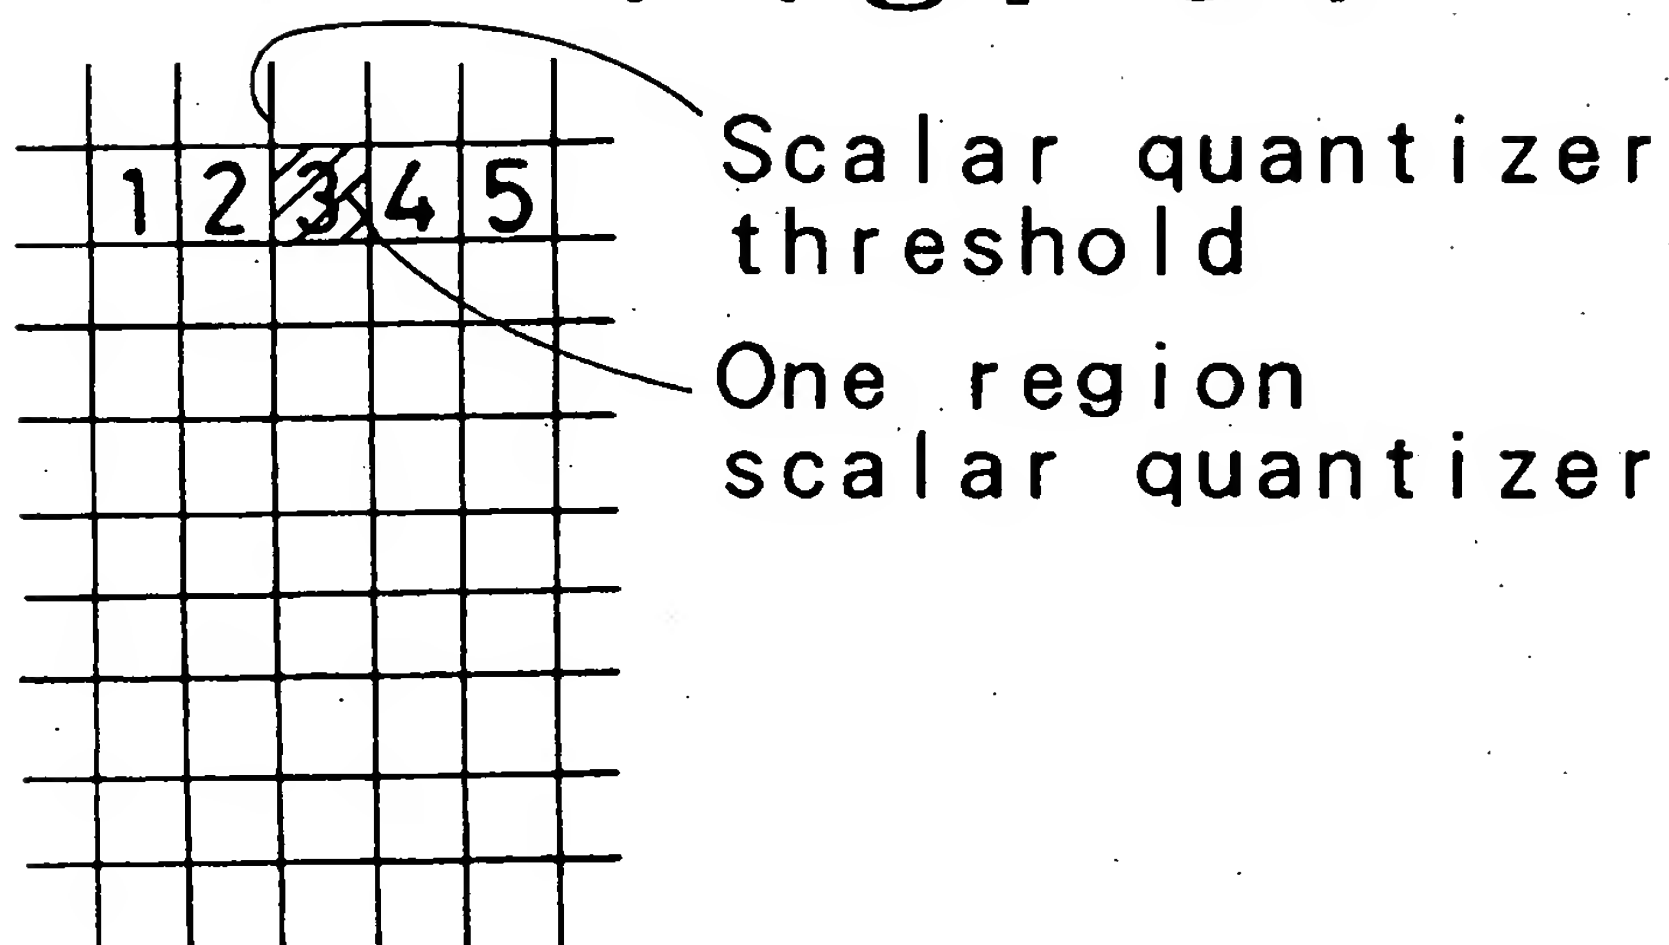 1 2 3 4 5
Scalar quantizer
threshold
One region
scalar quantizer